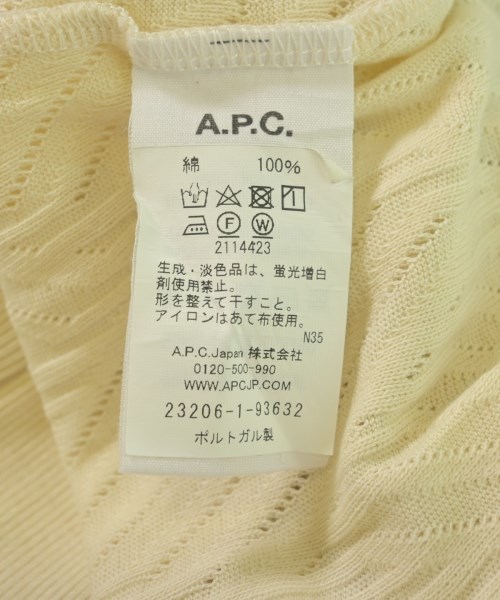 A.P.C.
綿 100%
F W
2114423
生成・淡色品は、蛍光増白
剤使用禁止。
形を整えて干すこと。
アイロンはあて布使用。
N35
A.P.C.Japan 株式会社
0120-500-990
WWW.APCJP.COM
23206-1-93632
ポルトガル製